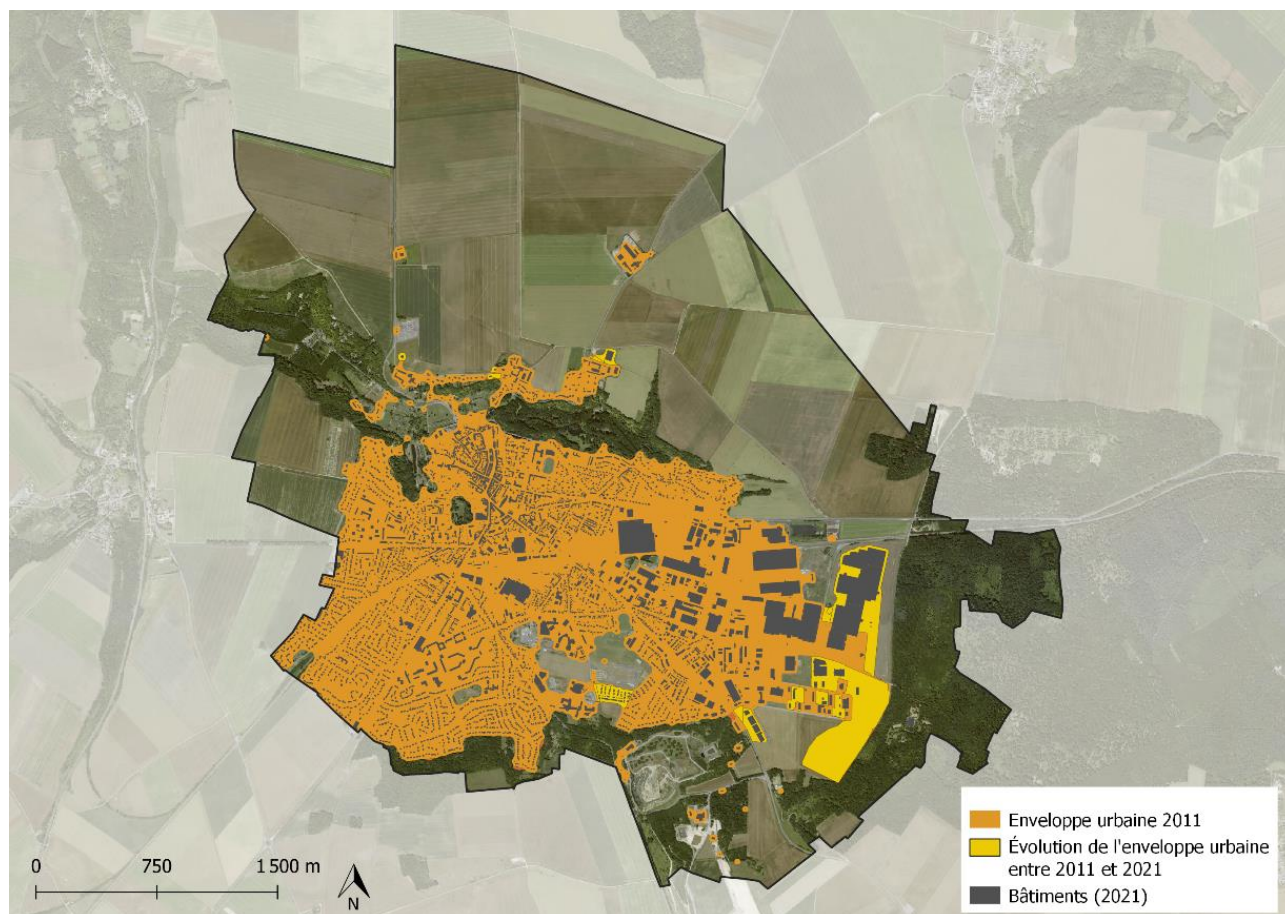 Enveloppe urbaine 2011
Évolution de l'enveloppe urbaine
entre 2011 et 2021
Bâtiments (2021)
0 750 1 500 m
N